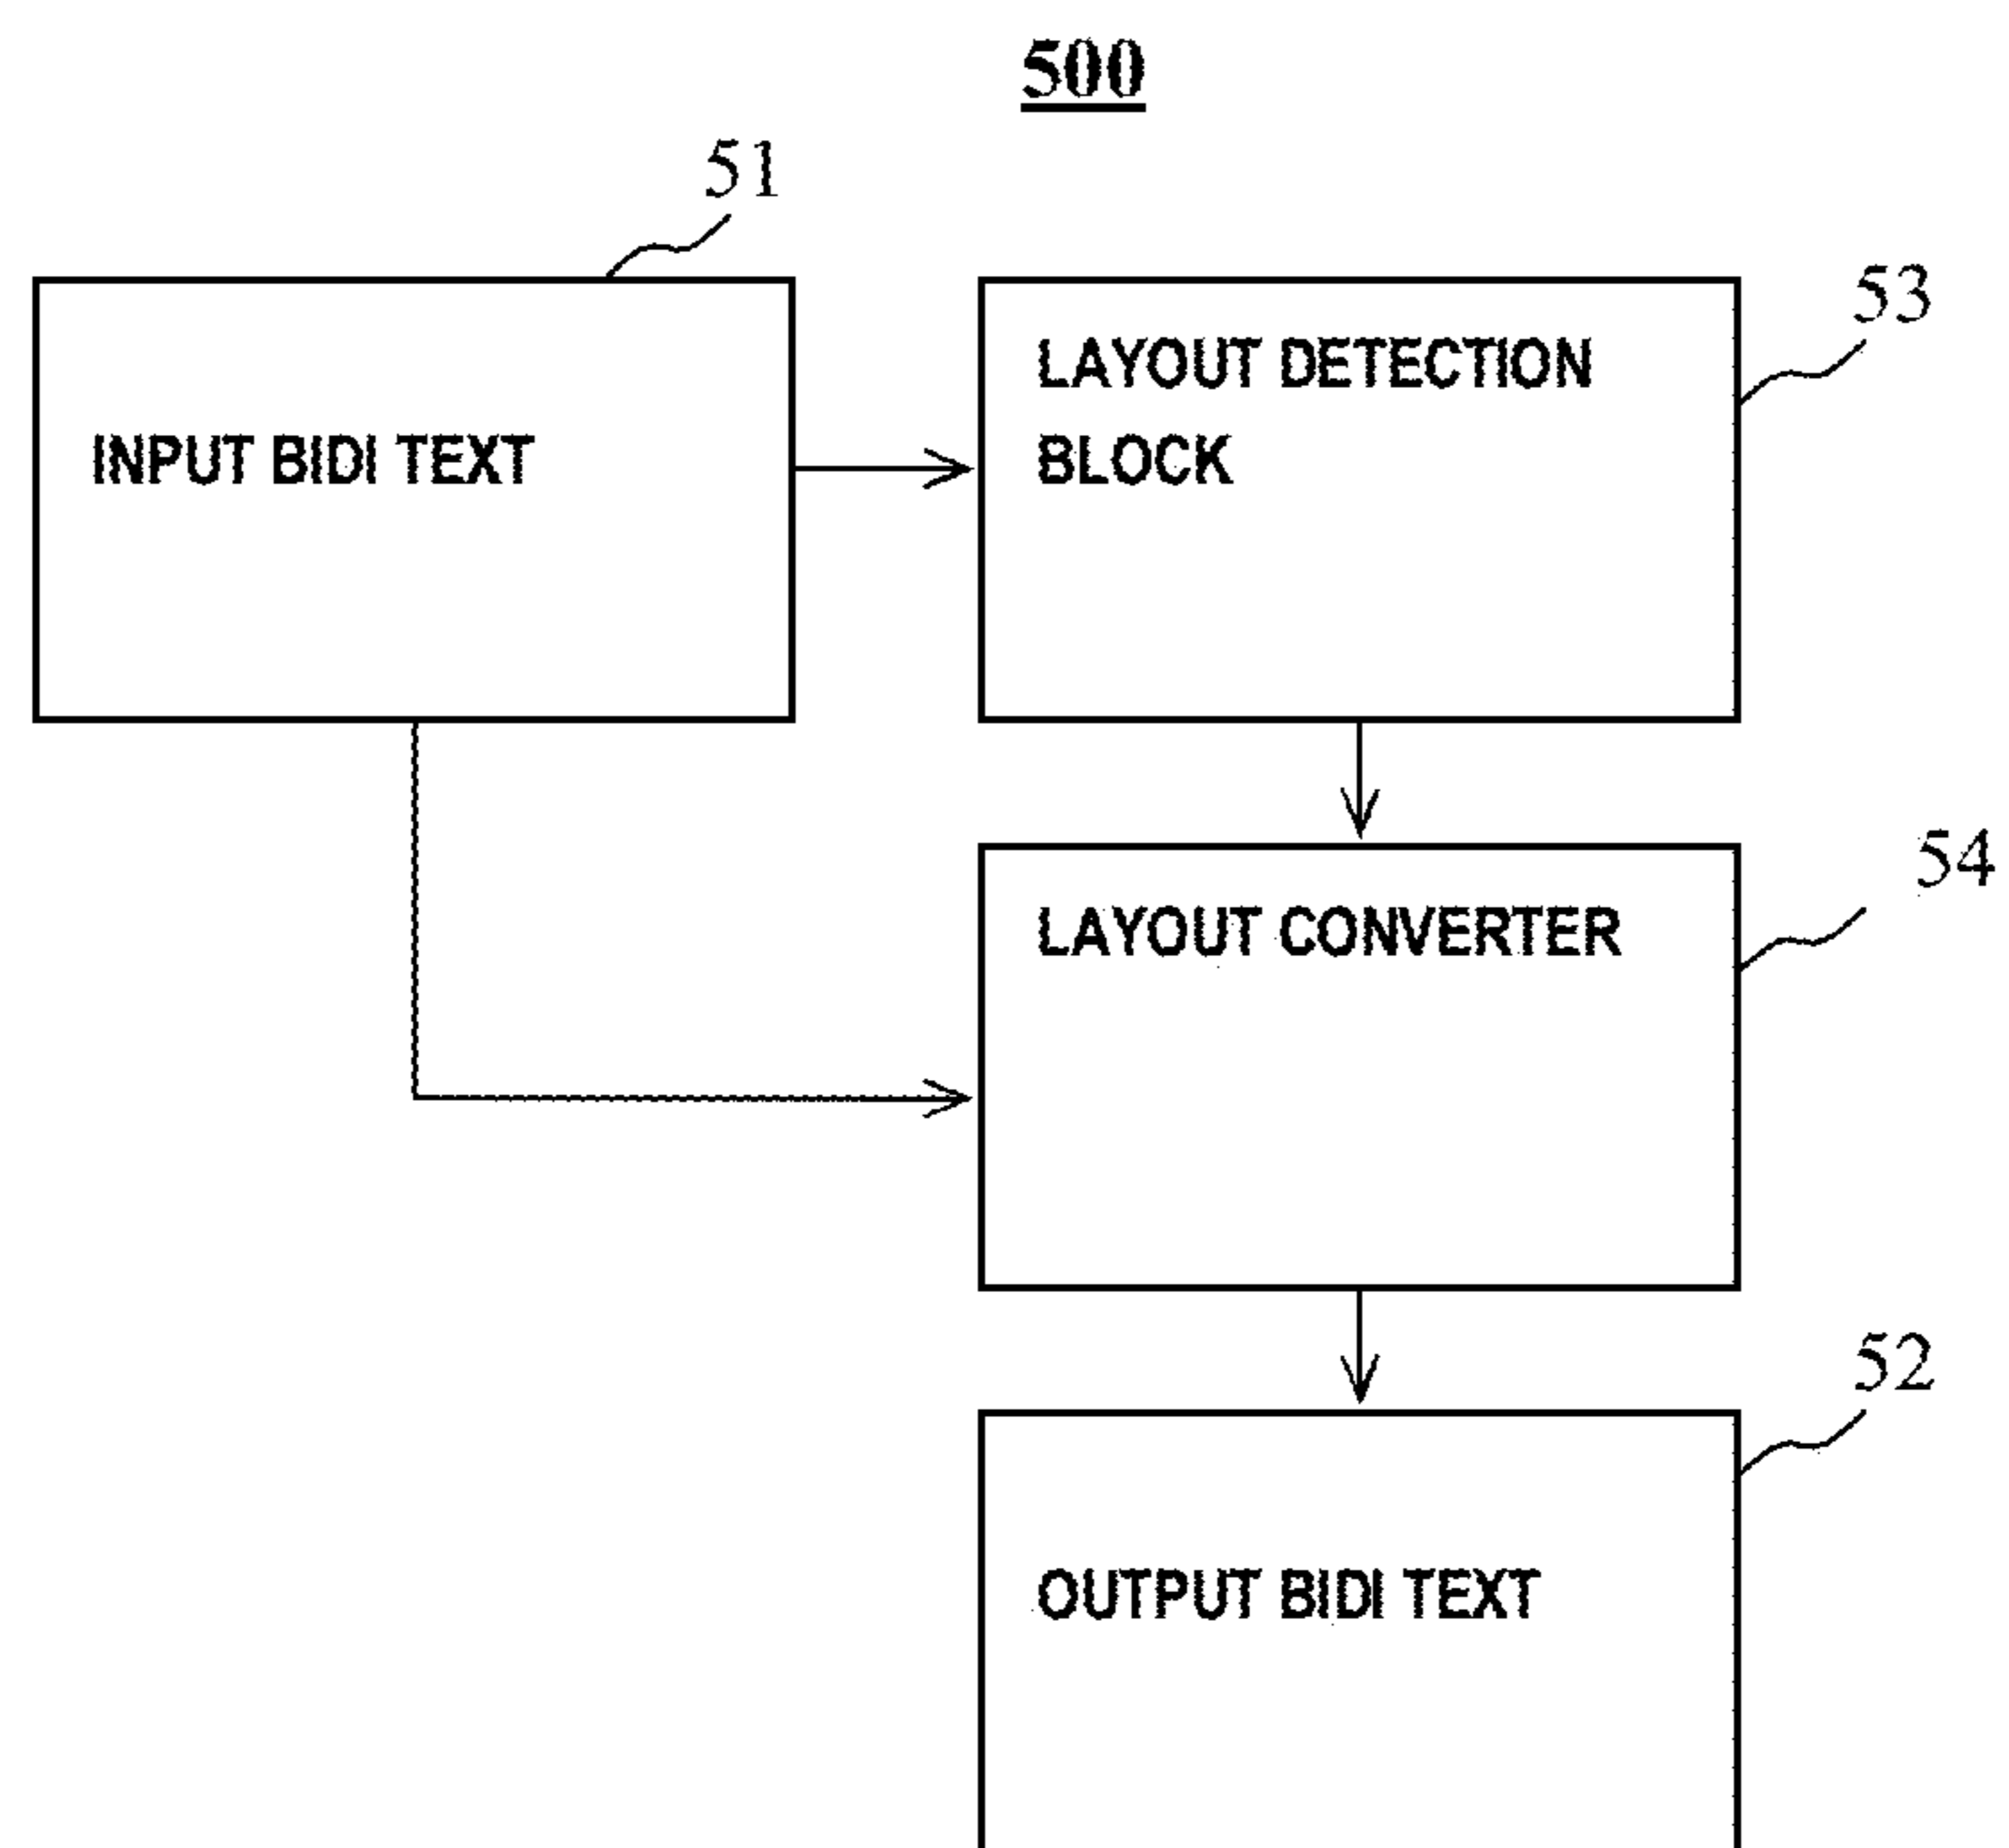 500
51
INPUT BIDI TEXT
53
LAYOUT DETECTION
BLOCK
54
LAYOUT CONVERTER
52
OUTPUT BIDI TEXT